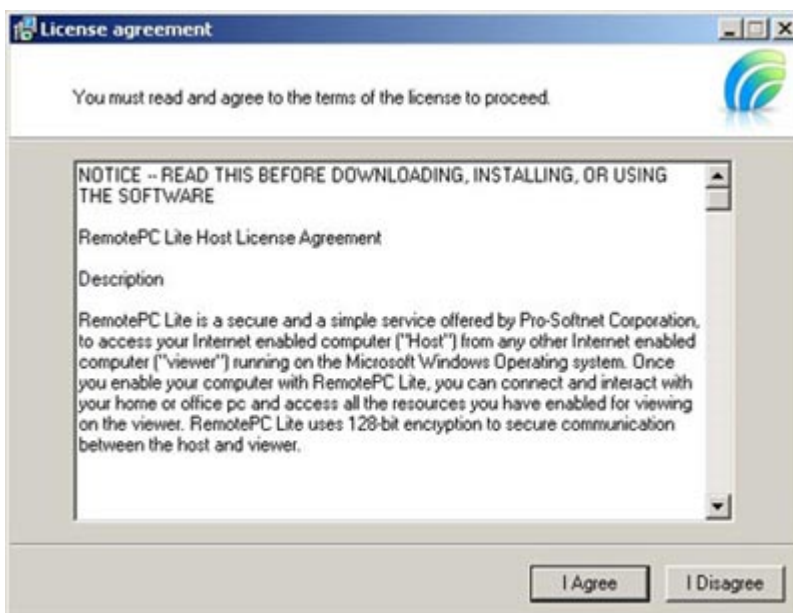 License agreement
You must read and agree to the terms of the license to proceed.
NOTICE -- READ THIS BEFORE DOWNLOADING, INSTALLING, OR USING
THE SOFTWARE
RemotePC Lite Host License Agreement
Description
RemotePC Lite is a secure and a simple service offered by Pro-Softnet Corporation,
to access your Internet enabled computer ("Host") from any other Internet enabled
computer ("viewer") running on the Microsoft Windows Operating system. Once
you enable your computer with RemotePC Lite, you can connect and interact with
your home or office pc and access all the resources you have enabled for viewing
on the viewer. RemotePC Lite uses 128-bit encryption to secure communication
between the host and viewer.
I Agree
I Disagree